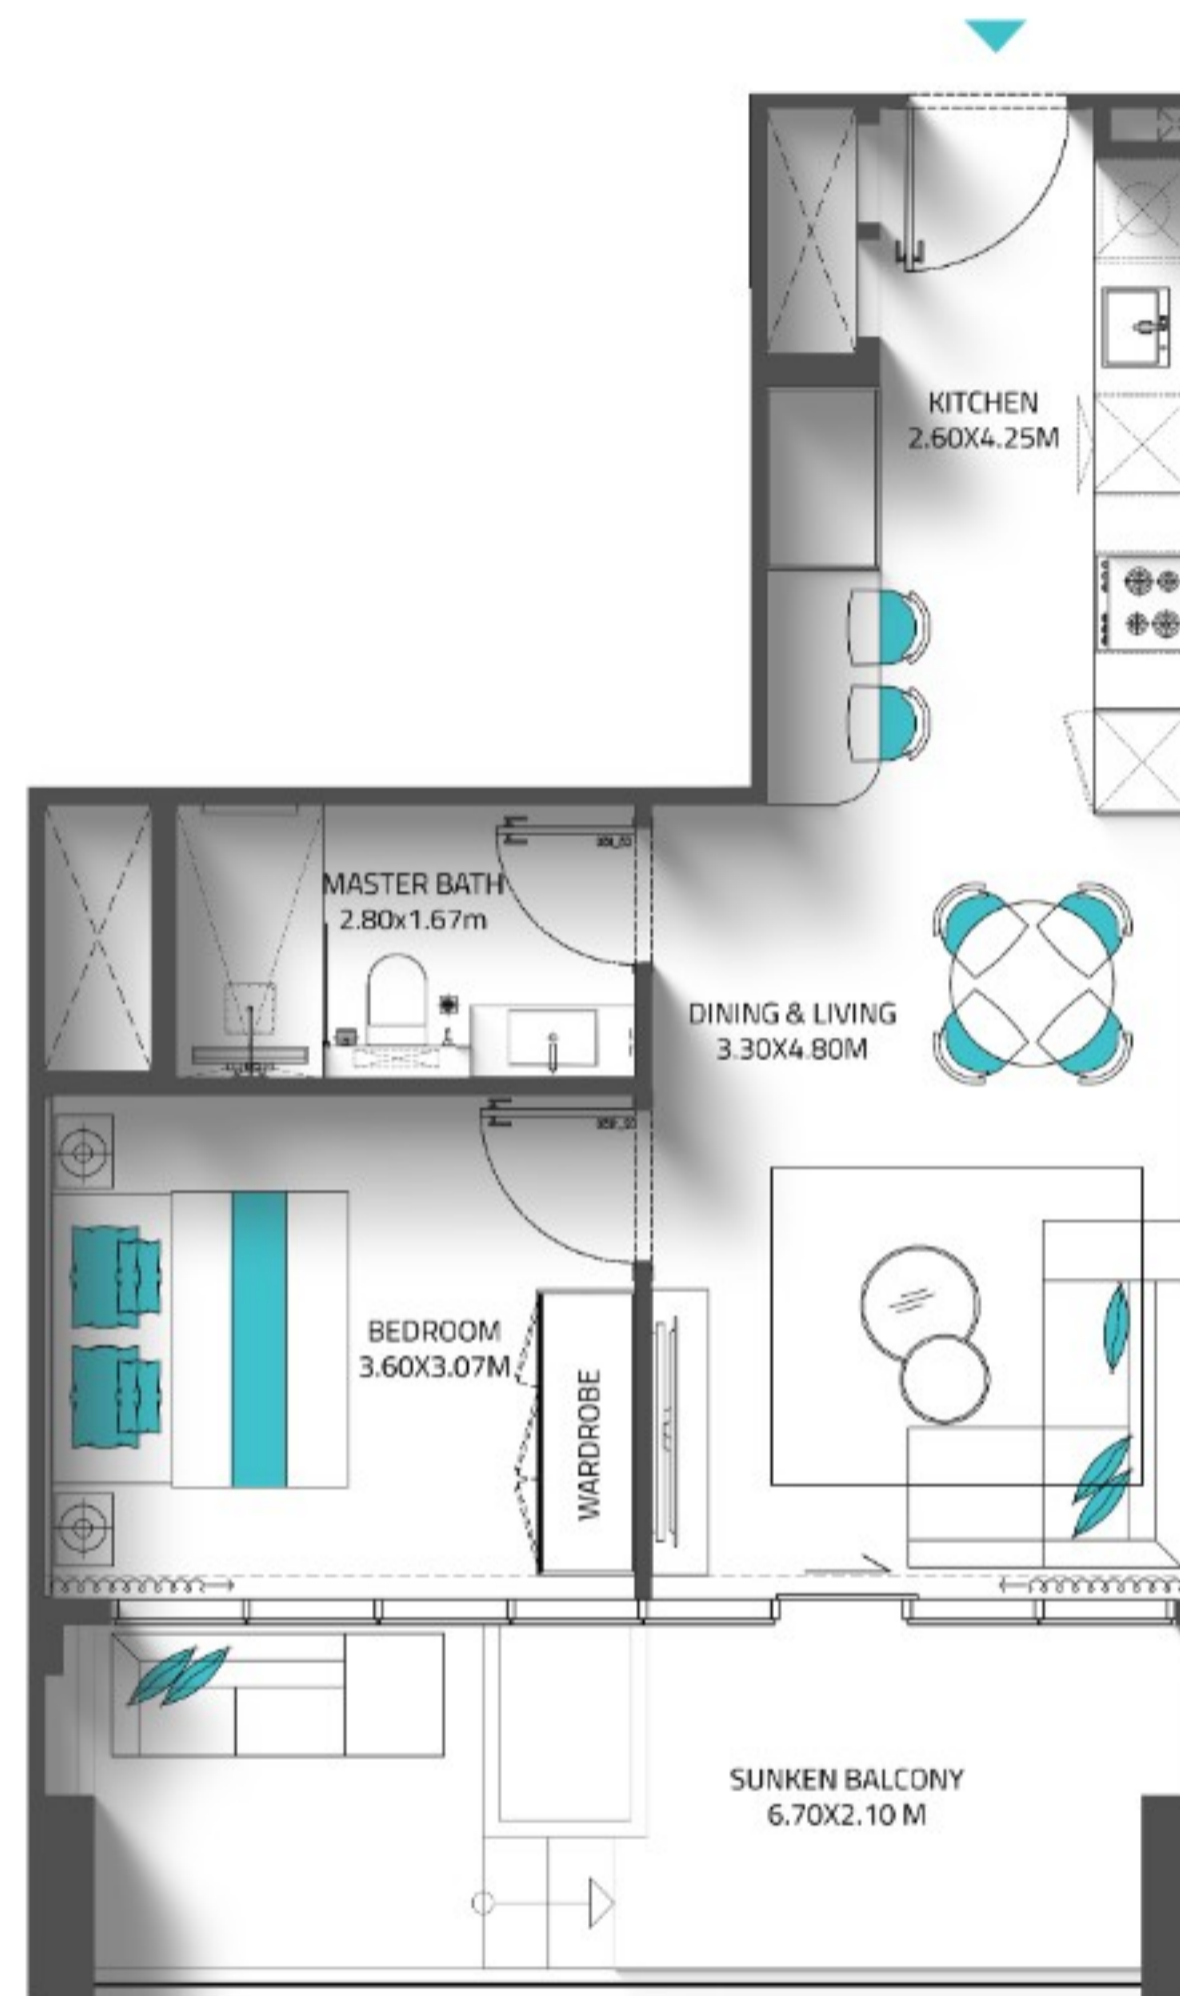 KITCHEN
2.60X4.25M
MASTER BATH
2.80x1.67m
DINING & LIVING
3.30X4.80M
BEDROOM
3.60X3.07M
WARDROBE
SUNKEN BALCONY
6.70X2.10 M